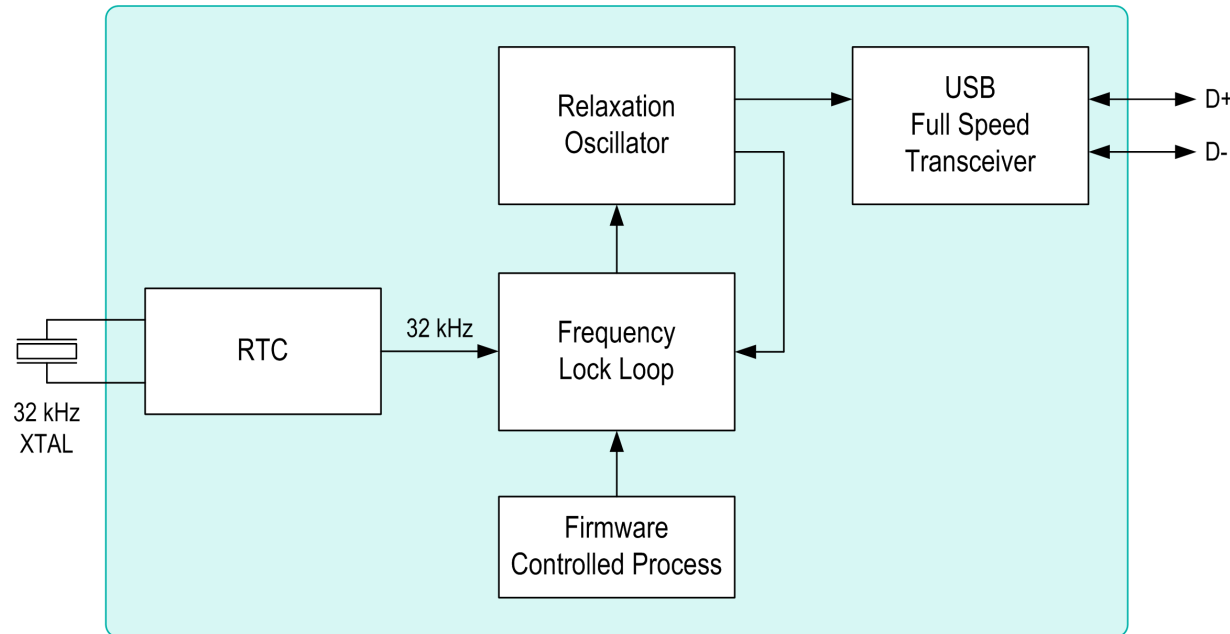 Relaxation
Oscillator
USB
Full Speed
Transceiver
D+
D-
RTC
32 kHz
Frequency
Lock Loop
32 kHz
XTAL
Firmware
Controlled Process